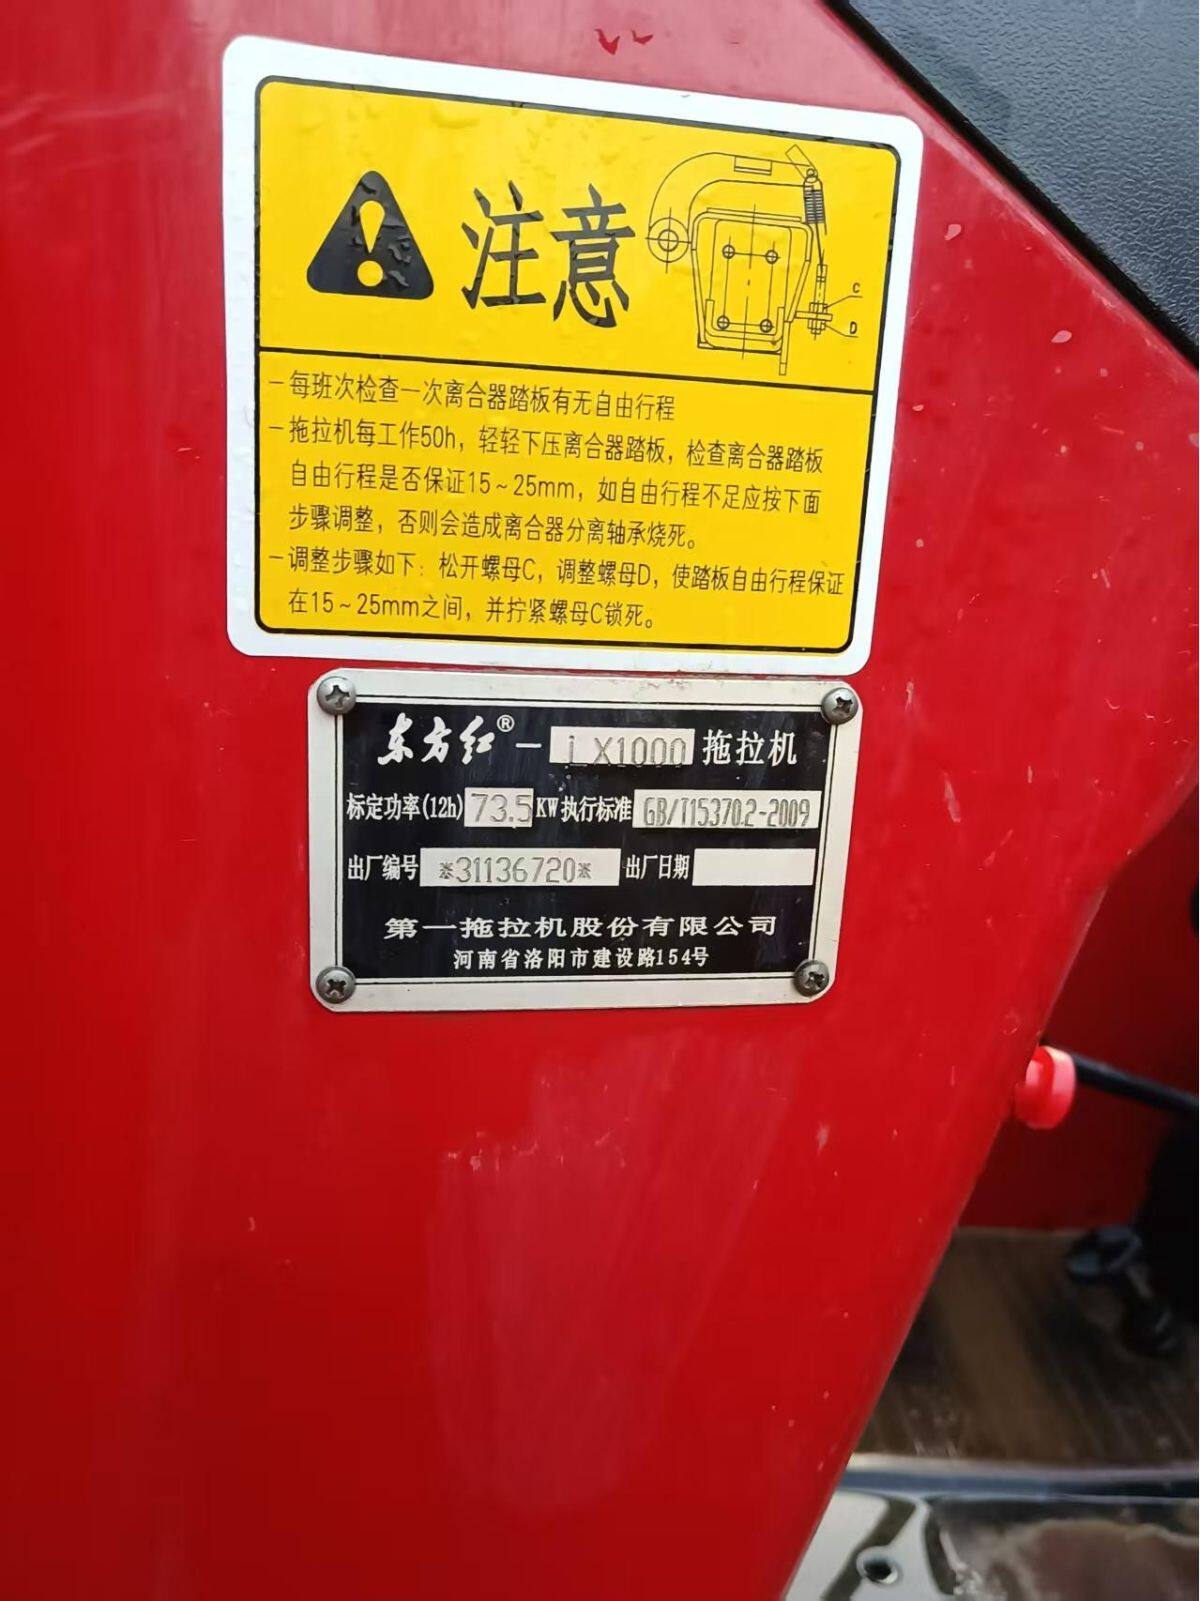 注意
C
D
－每班次检查一次离合器踏板有无自由行程
－拖拉机每工作50h，轻轻下压离合器踏板，检查离合器踏板
自由行程是否保证15～25mm，如自由行程不足应按下面
步骤调整，否则会造成离合器分离轴承烧死。
－调整步骤如下：松开螺母C，调整螺母D，使踏板自由行程保证
在15～25mm之间，并拧紧螺母C锁死。
东方红®－LX1000 拖拉机
标定功率(12h) 73.5 KW 执行标准 GB/T15370.2-2009
出厂编号 *31136720* 出厂日期
第一拖拉机股份有限公司
河南省洛阳市建设路154号